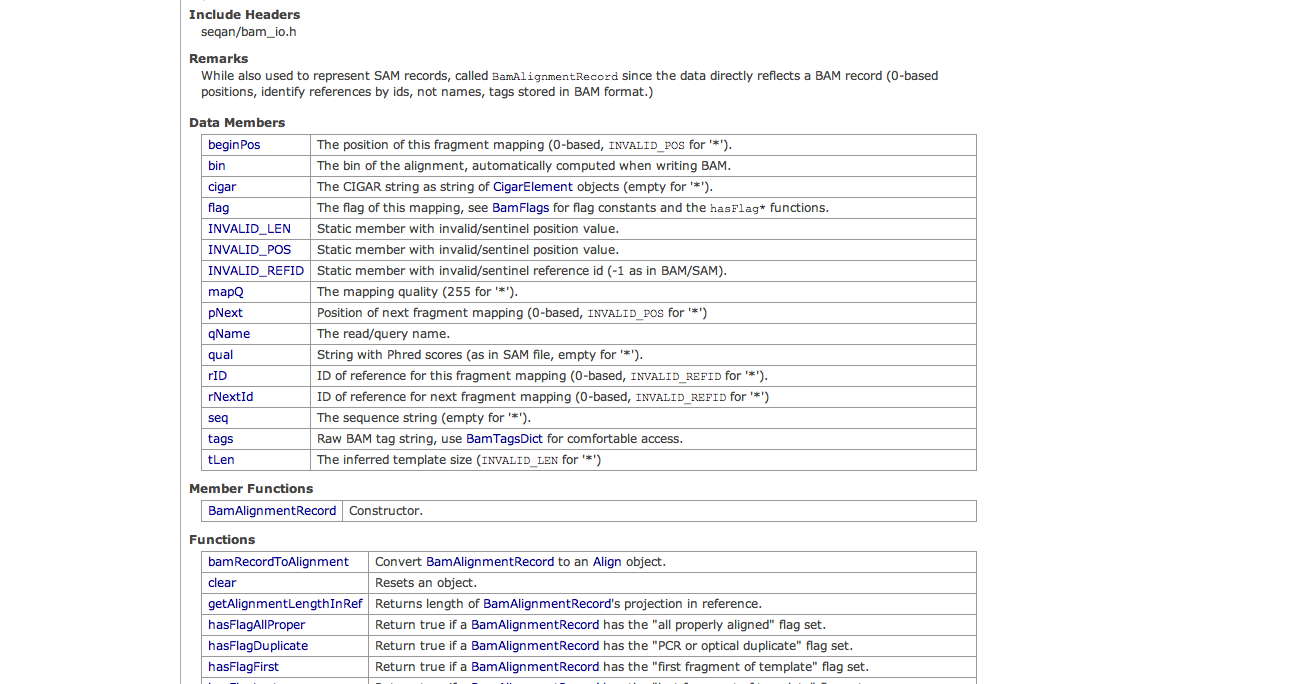 Include Headers
seqan/bam_io.h
Remarks
While also used to represent SAM records, called BamAlignmentRecord since the data directly reflects a BAM record (0-based
positions, identify references by ids, not names, tags stored in BAM format.)
Data Members
beginPos The position of this fragment mapping (0-based, INVALID_POS for '*').
bin The bin of the alignment, automatically computed when writing BAM.
cigar The CIGAR string as string of CigarElement objects (empty for '*').
flag The flag of this mapping, see BamFlags for flag constants and the hasFlag* functions.
INVALID_LEN Static member with invalid/sentinel position value.
INVALID_POS Static member with invalid/sentinel position value.
INVALID_REFID Static member with invalid/sentinel reference id (-1 as in BAM/SAM).
mapQ The mapping quality (255 for '*').
pNext Position of next fragment mapping (0-based, INVALID_POS for '*')
qName The read/query name.
qual String with Phred scores (as in SAM file, empty for '*').
rID ID of reference for this fragment mapping (0-based, INVALID_REFID for '*').
rNextId ID of reference for next fragment mapping (0-based, INVALID_REFID for '*')
seq The sequence string (empty for '*').
tags Raw BAM tag string, use BamTagsDict for comfortable access.
tLen The inferred template size (INVALID_LEN for '*')
Member Functions
BamAlignmentRecord Constructor.
Functions
bamRecordToAlignment Convert BamAlignmentRecord to an Align object.
clear Resets an object.
getAlignmentLengthInRef Returns length of BamAlignmentRecord's projection in reference.
hasFlagAllProper Return true if a BamAlignmentRecord has the "all properly aligned" flag set.
hasFlagDuplicate Return true if a BamAlignmentRecord has the "PCR or optical duplicate" flag set.
hasFlagFirst Return true if a BamAlignmentRecord has the "first fragment of template" flag set.